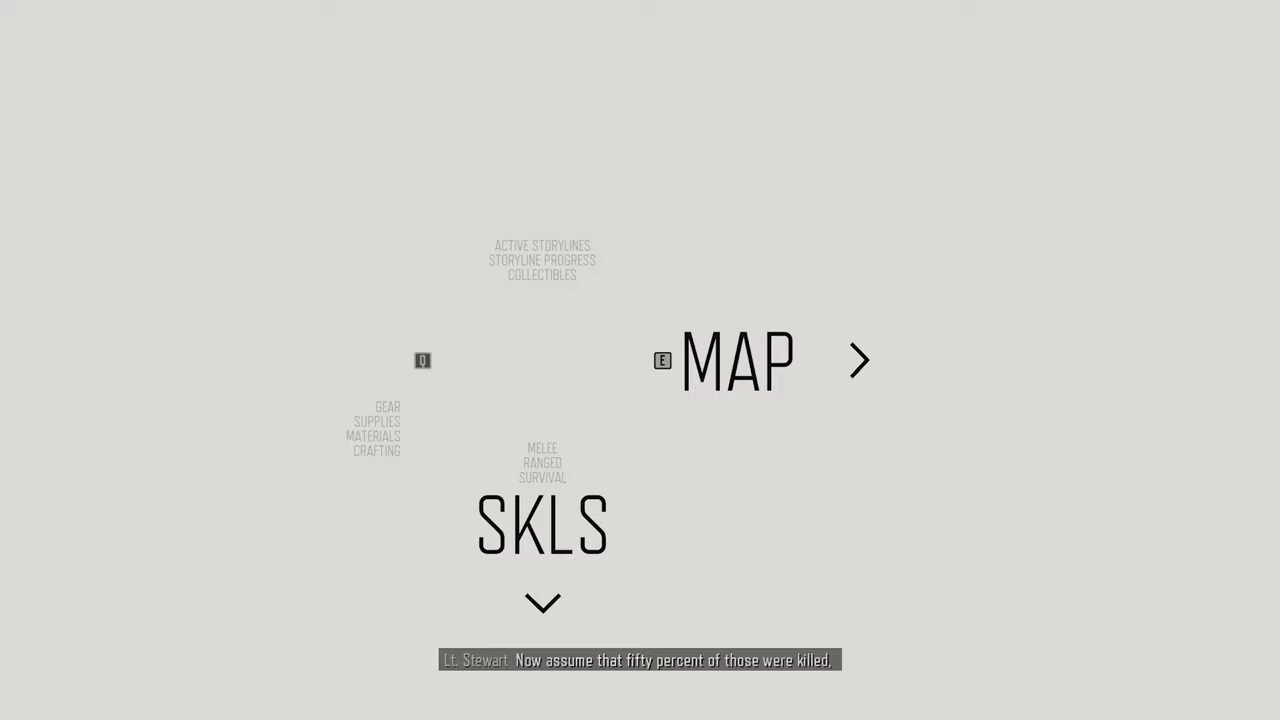 ACTIVE STORYLINES
STORYLINE PROGRESS
COLLECTIBLES
Q
E MAP
GEAR
SUPPLIES
MATERIALS
CRAFTING
MELEE
RANGED
SURVIVAL
SKLS
Lt. Stewart Now assume that fifty percent of those were killed,